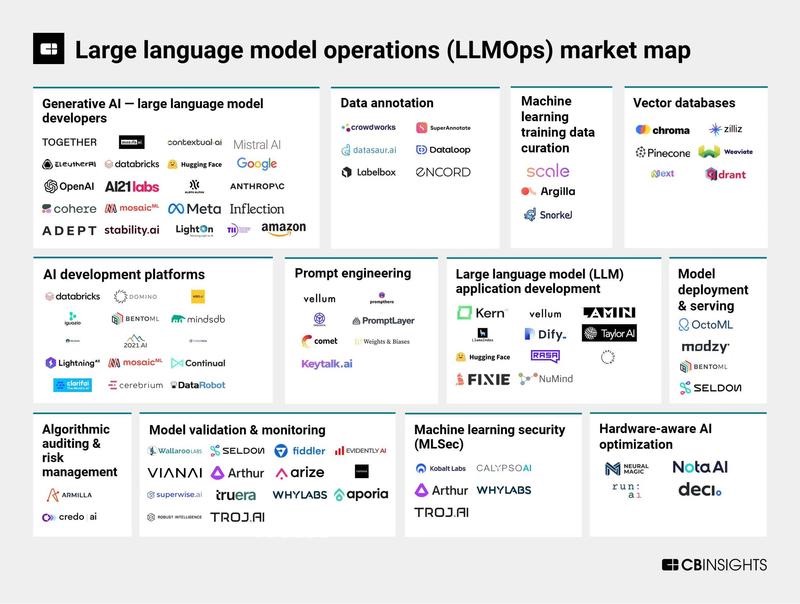 Large language model operations (LLMOps) market map
Generative AI — large language model
developers
TOGETHER
contextual ai
Mistral AI
EleutherAI
databricks
Hugging Face
Google
OpenAI
AI21labs
ANTHROP\C
cohere
mosaicML
Meta
Inflection
ADEPT
stability.ai
LightOn
TII
amazon
Data annotation
crowdworks
SuperAnnotate
datasaur.ai
Dataloop
Labelbox
ENCORD
Machine
learning
training data
curation
scale
Argilla
Snorkel
Vector databases
chroma
zilliz
Pinecone
Weaviate
Next
qdrant
AI development platforms
databricks
DOMINO
iguazio
BENTOML
mindsdb
2021.AI
Lightning AI
mosaicML
Continual
clarifai
cerebrium
DataRobot
Prompt engineering
vellum
promptHero
PromptLayer
comet
Weights & Biases
Keytalk.ai
Large language model (LLM)
application development
Kern
vellum
LAMIN
LlamaIndex
Dify.
Taylor AI
Hugging Face
RASA
FIXIE
NuMind
Model
deployment
& serving
OctoML
modzy
BENTOML
SELDON
Algorithmic
auditing &
risk
management
ARMILLA
credo ai
Model validation & monitoring
Wallaroo LABS
SELDON
fiddler
EVIDENTLY AI
VIANAI
Arthur
arize
superwise.ai
truera
WHYLABS
aporia
ROBUST INTELLIGENCE
TROJ.AI
Machine learning security
(MLSec)
Kobalt Labs
CALYPSOAI
Arthur
WHYLABS
TROJ.AI
Hardware-aware AI
optimization
NEURAL
MAGIC
Nota AI
run:
ai
deci.
CBINSIGHTS